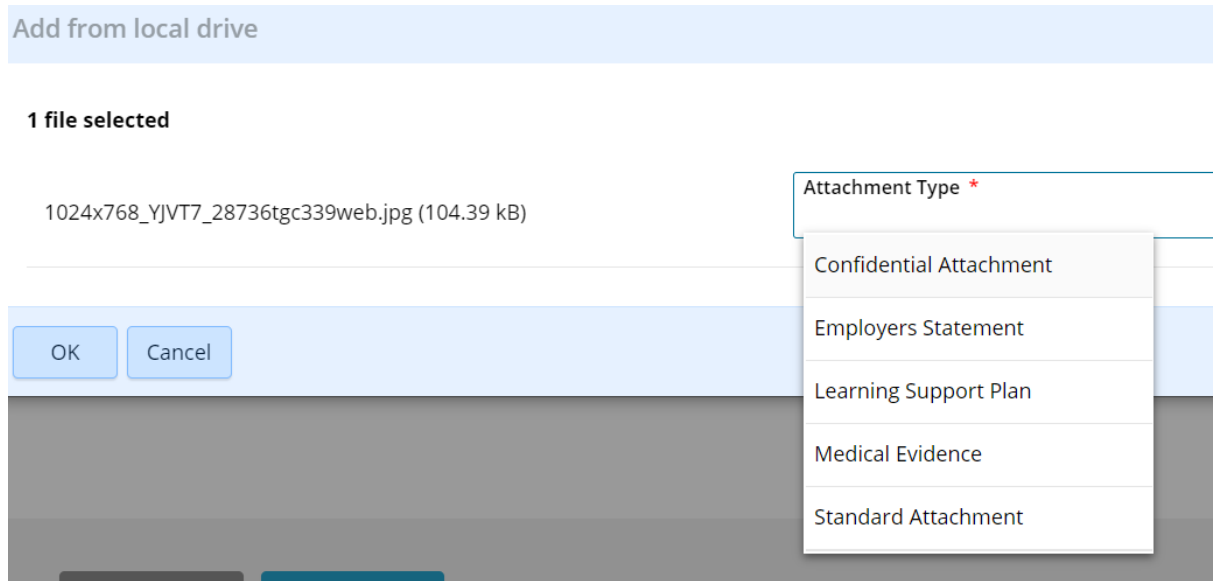 Add from local drive
1 file selected
1024x768_YJVT7_28736tgc339web.jpg (104.39 kB)
Attachment Type *
Confidential Attachment
Employers Statement
Learning Support Plan
Medical Evidence
Standard Attachment
OK
Cancel